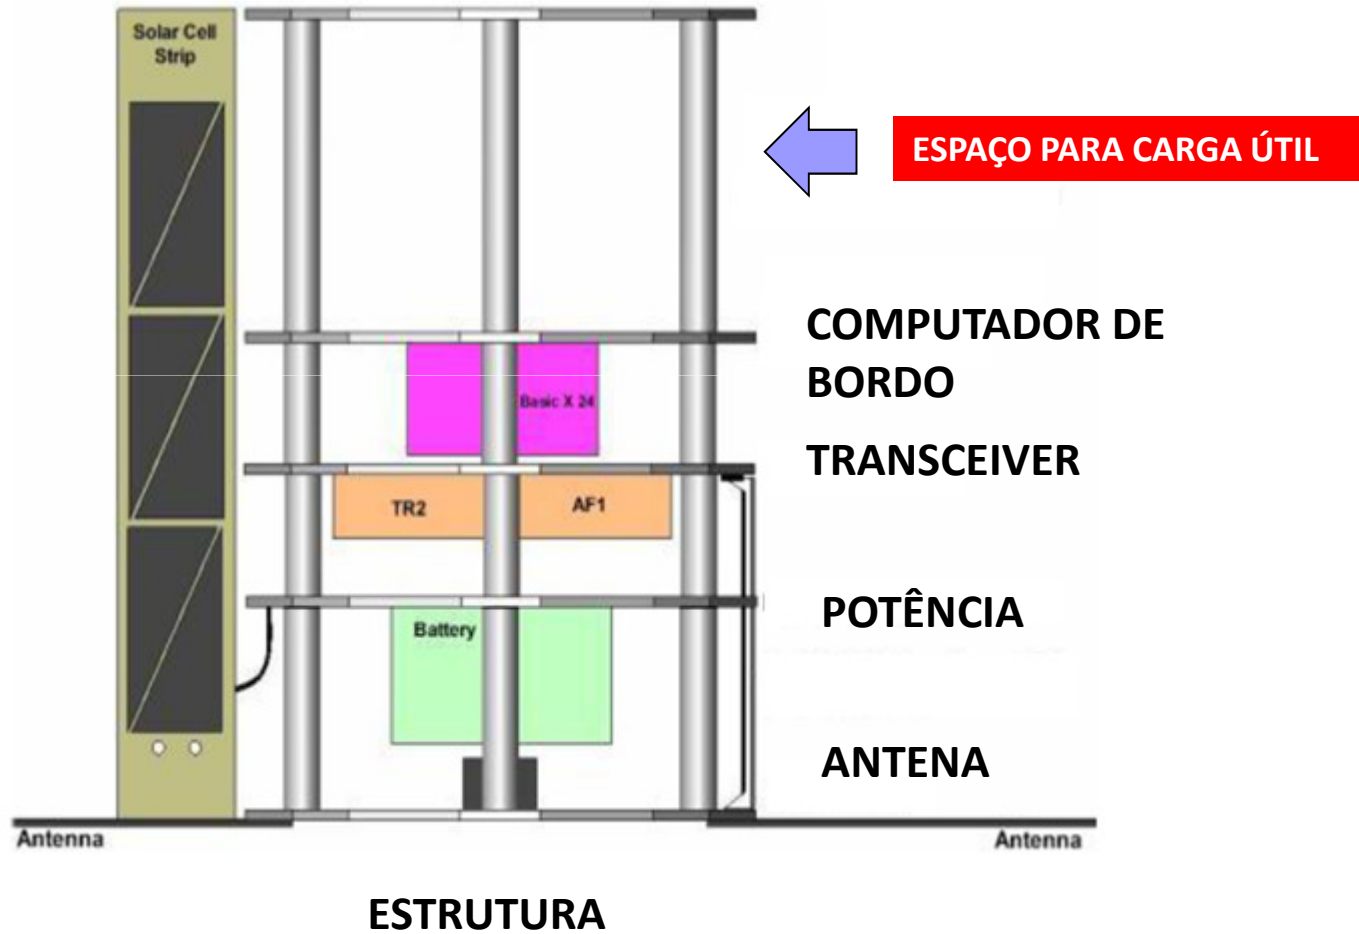 Solar Cell
Strip
ESPAÇO PARA CARGA ÚTIL
COMPUTADOR DE
BORDO
Basic X 24
TRANSCEIVER
TR2
AF1
POTÊNCIA
Battery
ANTENA
Antenna
Antenna
ESTRUTURA